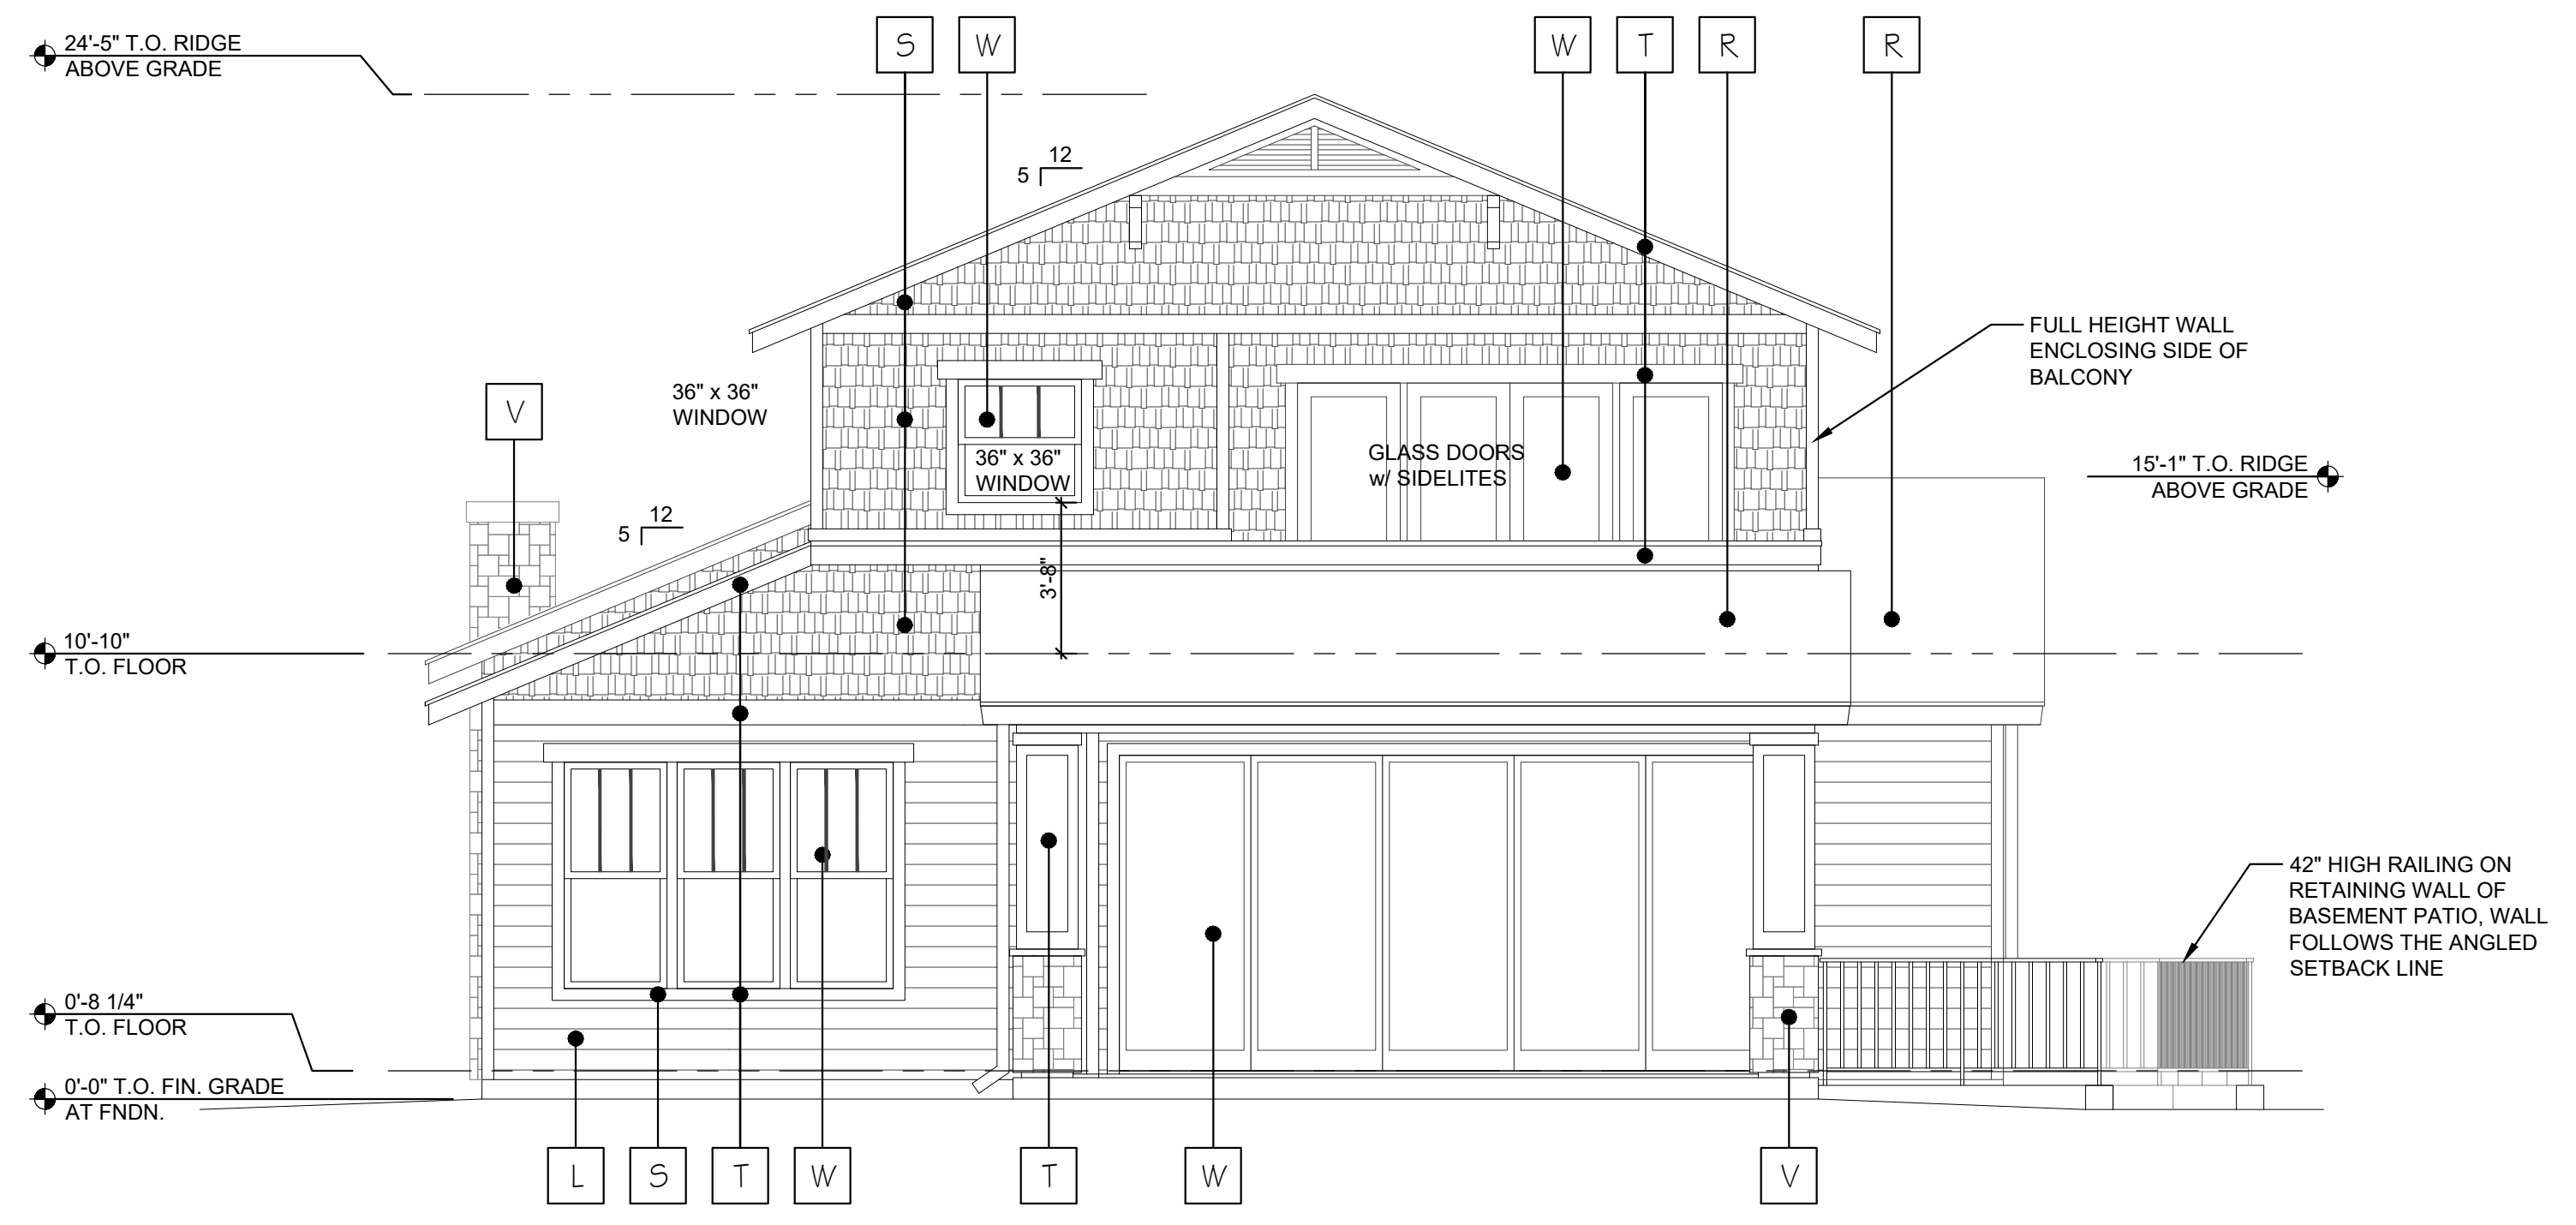 24'-5" T.O. RIDGE
ABOVE GRADE
S
W
W
T
R
R
12
5
FULL HEIGHT WALL
ENCLOSING SIDE OF
BALCONY
36" x 36"
WINDOW
V
36" x 36"
WINDOW
GLASS DOORS
w/ SIDELITES
15'-1" T.O. RIDGE
ABOVE GRADE
12
5
3'-8"
10'-10"
T.O. FLOOR
42" HIGH RAILING ON
RETAINING WALL OF
BASEMENT PATIO, WALL
FOLLOWS THE ANGLED
SETBACK LINE
0'-8 1/4"
T.O. FLOOR
0'-0" T.O. FIN. GRADE
AT FNDN.
L
S
T
W
T
W
V